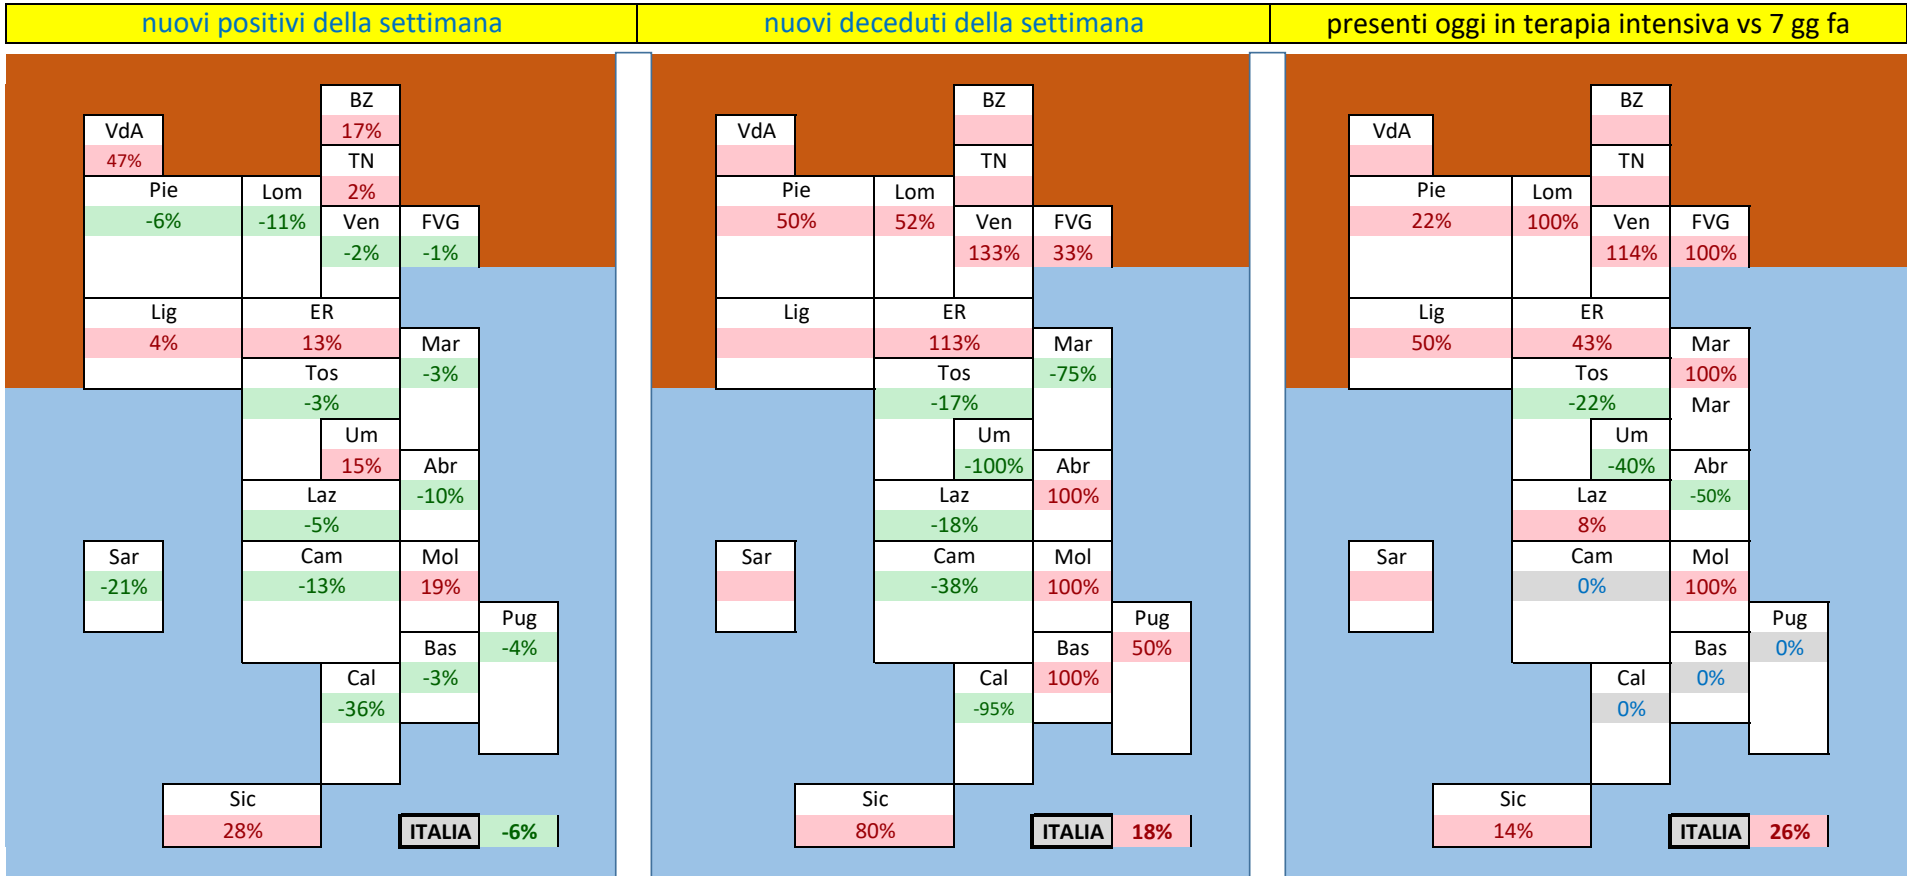 nuovi positivi della settimana
nuovi deceduti della settimana
presenti oggi in terapia intensiva vs 7 gg fa
BZ
VdA 17%
47% TN
Pie Lom 2%
-6% -11% Ven FVG
-2% -1%
Lig ER
4% 13% Mar
Tos -3%
-3%
Um
15% Abr
Laz -10%
-5%
Sar Cam Mol
-21% -13% 19%
Pug
Bas -4%
Cal -3%
-36%
Sic
28% ITALIA -6%
BZ
VdA
TN
Pie Lom
50% 52% Ven FVG
133% 33%
Lig ER
113% Mar
Tos -75%
-17%
Um
-100% Abr
Laz 100%
-18%
Sar Cam Mol
-38% 100%
Pug
Bas 50%
Cal 100%
-95%
Sic
80% ITALIA 18%
BZ
VdA
TN
Pie Lom
22% 100% Ven FVG
114% 100%
Lig ER
50% 43% Mar
Tos 100%
-22% Mar
Um
-40% Abr
Laz -50%
8%
Sar Cam Mol
0% 100%
Pug
Bas 0%
Cal 0%
0%
Sic
14% ITALIA 26%